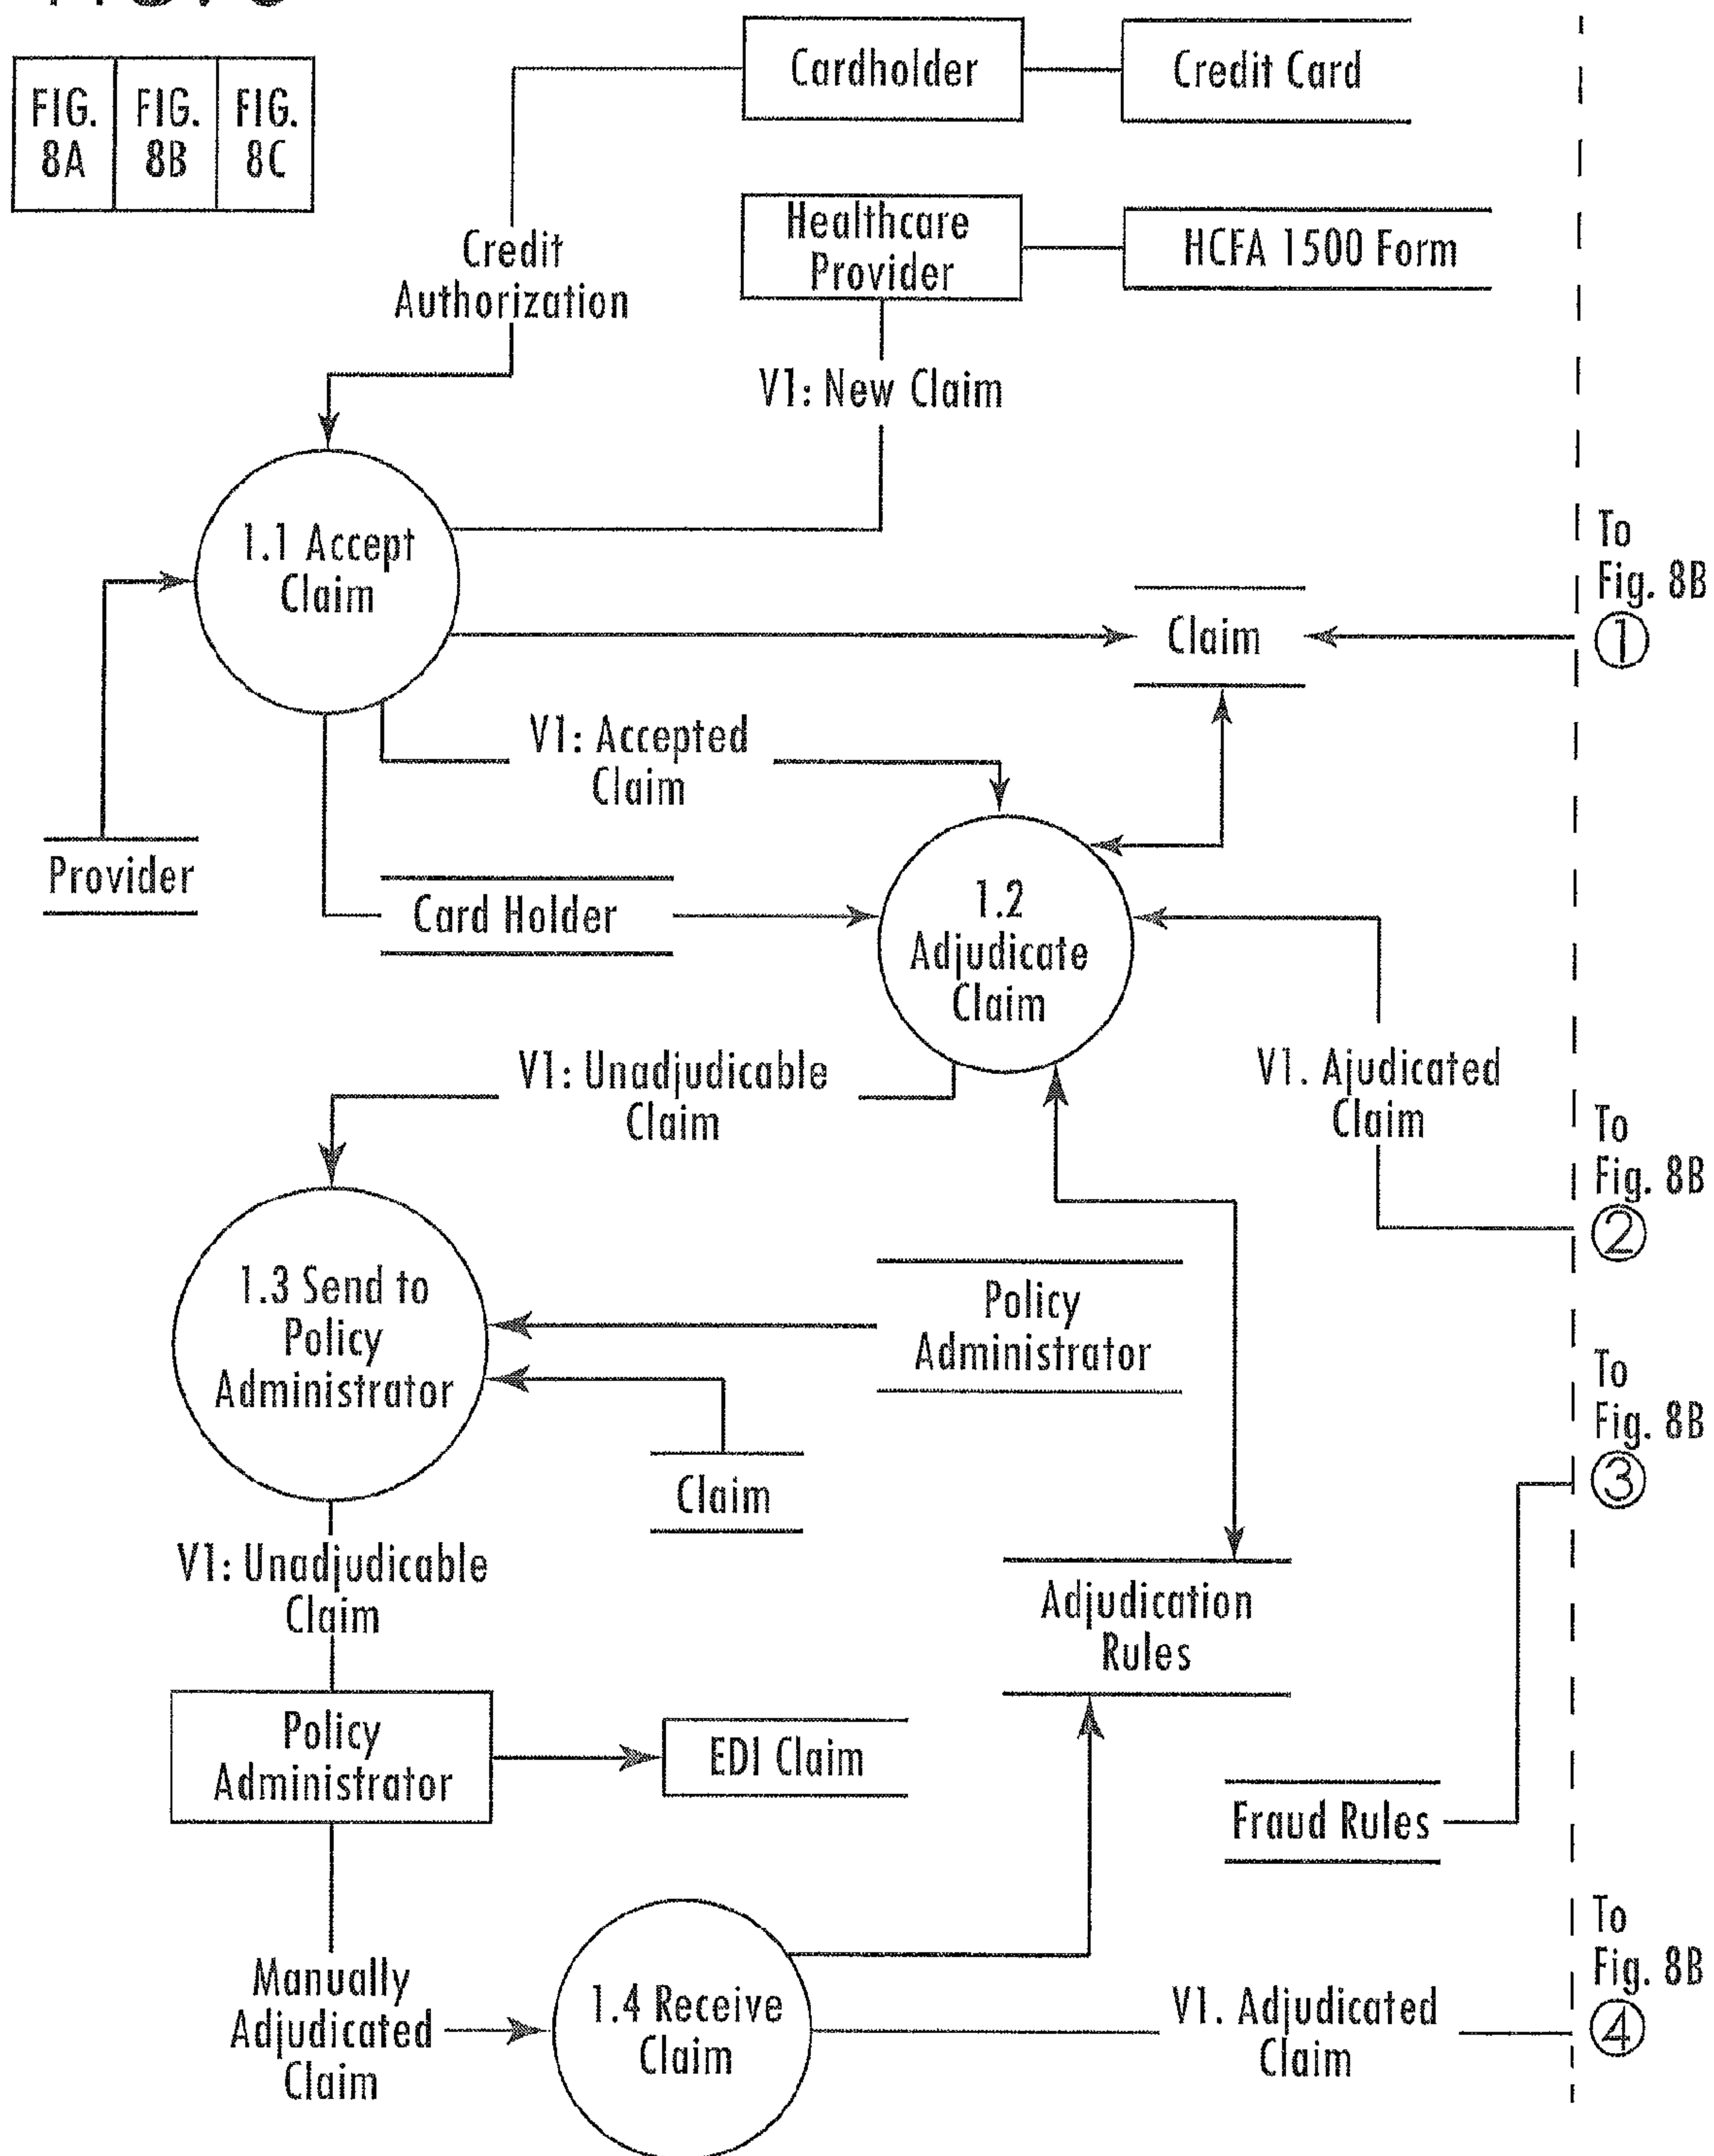 FIG.
8A
FIG.
8B
FIG.
8C
Cardholder
Credit Card
Healthcare
Provider
HCFA 1500 Form
Credit
Authorization
V1: New Claim
1.1 Accept
Claim
To
Fig. 8B
1
Claim
V1: Accepted
Claim
Provider
Card Holder
1.2
Adjudicate
Claim
V1: Unadjudicable
Claim
V1. Ajudicated
Claim
To
Fig. 8B
2
1.3 Send to
Policy
Administrator
Policy
Administrator
To
Fig. 8B
3
Claim
V1: Unadjudicable
Claim
Adjudication
Rules
Policy
Administrator
EDI Claim
Fraud Rules
Manually
Adjudicated
Claim
1.4 Receive
Claim
V1. Adjudicated
Claim
To
Fig. 8B
4